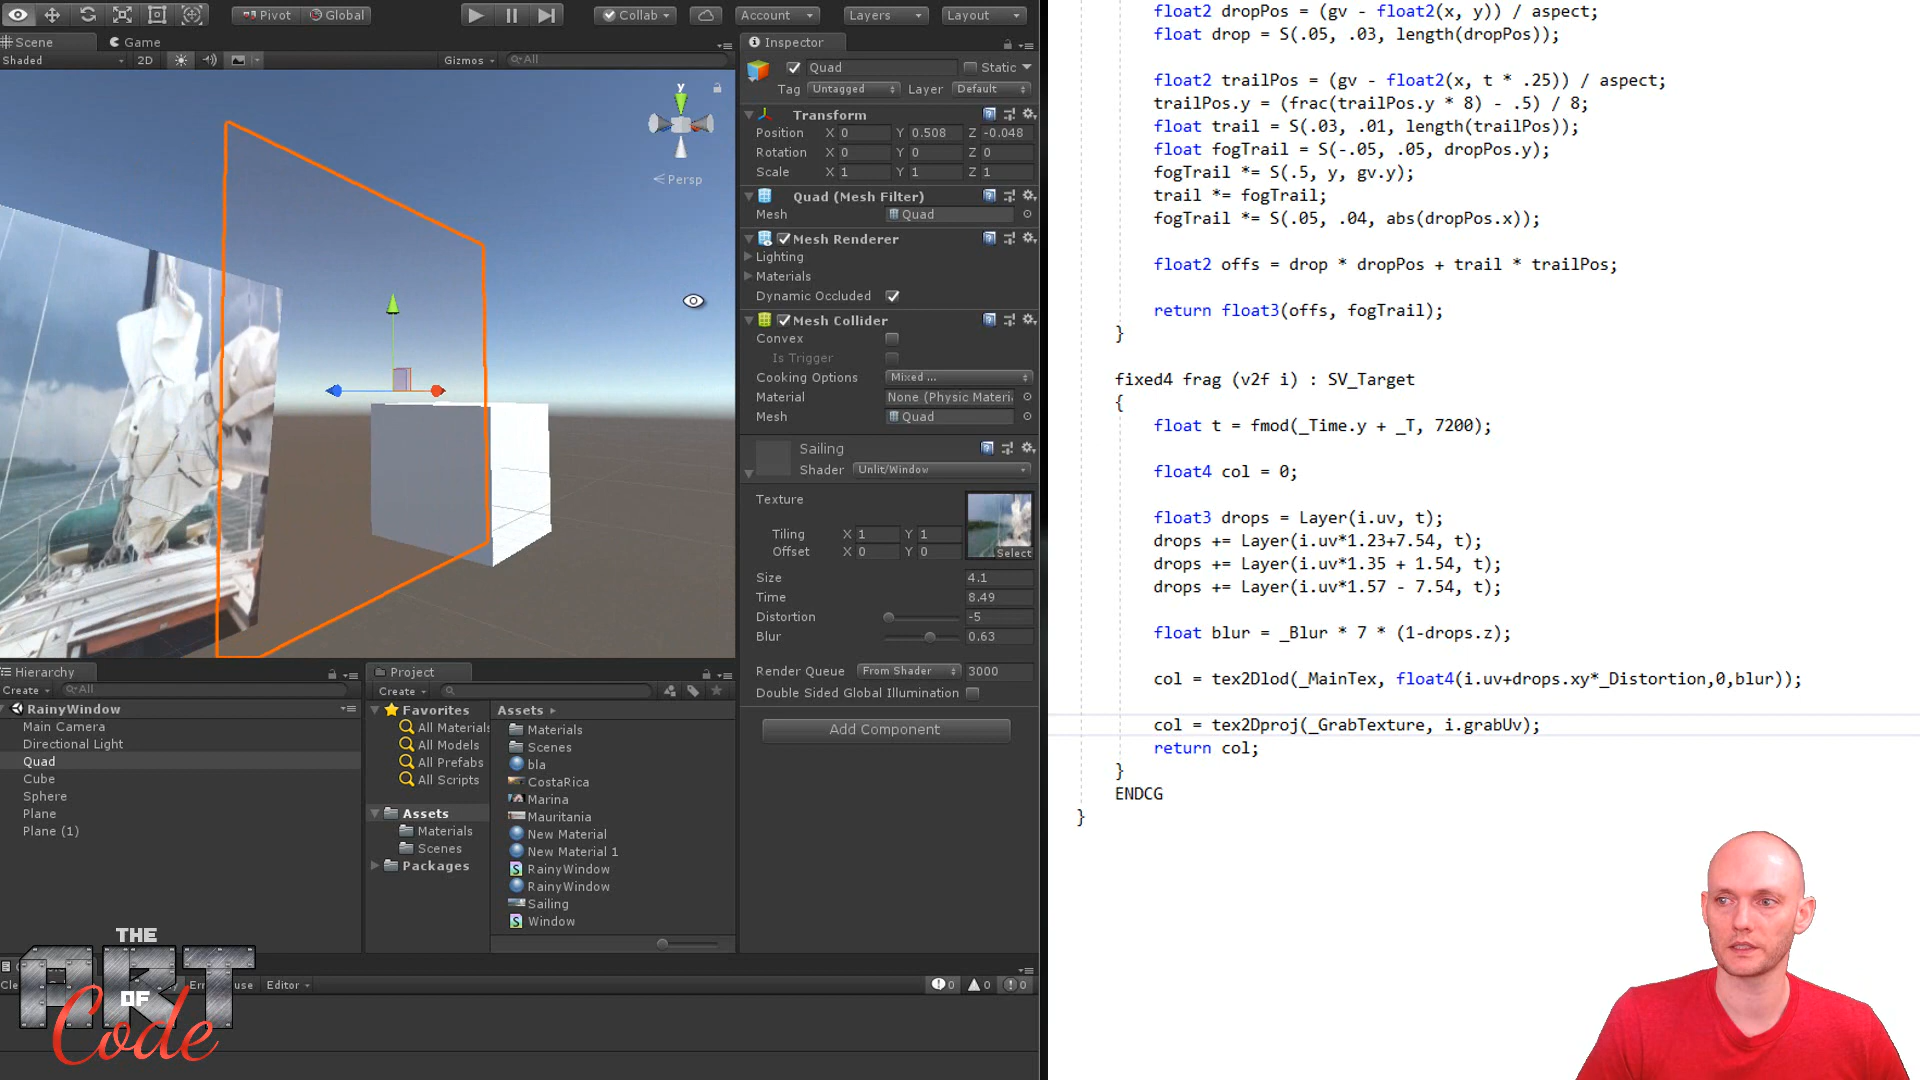 Pivot
Global
Collab
Account
Layers
Layout
Scene
Game
Shaded
2D
Gizmos
All
y
Persp
Inspector
Quad
Static
Tag Untagged Layer Default
Transform
Position X 0 Y 0.508 Z -0.048
Rotation X 0 Y 0 Z 0
Scale X 1 Y 1 Z 1
Quad (Mesh Filter)
Mesh Quad
Mesh Renderer
Lighting
Materials
Dynamic Occluded
Mesh Collider
Convex
Is Trigger
Cooking Options Mixed ...
Material None (Physic Materi
Mesh Quad
Sailing
Shader Unlit/Window
Texture
Tiling X 1 Y 1
Offset X 0 Y 0
Select
Size 4.1
Time 8.49
Distortion -5
Blur 0.63
Render Queue From Shader 3000
Double Sided Global Illumination
Add Component
Hierarchy
Create All
RainyWindow
Main Camera
Directional Light
Quad
Cube
Sphere
Plane
Plane (1)
Project
Create
Favorites
All Materials
All Models
All Prefabs
All Scripts
Assets
Materials
Scenes
Packages
Assets
Materials
Scenes
bla
CostaRica
Marina
Mauritania
New Material
New Material 1
RainyWindow
RainyWindow
Sailing
Window
Editor
0 0 0
THE
ART
OF
Code
float2 dropPos = (gv - float2(x, y)) / aspect;
float drop = S(.05, .03, length(dropPos));
float2 trailPos = (gv - float2(x, t * .25)) / aspect;
trailPos.y = (frac(trailPos.y * 8) - .5) / 8;
float trail = S(.03, .01, length(trailPos));
float fogTrail = S(-.05, .05, dropPos.y);
fogTrail *= S(.5, y, gv.y);
trail *= fogTrail;
fogTrail *= S(.05, .04, abs(dropPos.x));
float2 offs = drop * dropPos + trail * trailPos;
return float3(offs, fogTrail);
}
fixed4 frag (v2f i) : SV_Target
{
float t = fmod(_Time.y + _T, 7200);
float4 col = 0;
float3 drops = Layer(i.uv, t);
drops += Layer(i.uv*1.23+7.54, t);
drops += Layer(i.uv*1.35 + 1.54, t);
drops += Layer(i.uv*1.57 - 7.54, t);
float blur = _Blur * 7 * (1-drops.z);
col = tex2Dlod(_MainTex, float4(i.uv+drops.xy*_Distortion,0,blur));
col = tex2Dproj(_GrabTexture, i.grabUv);
return col;
}
ENDCG
}